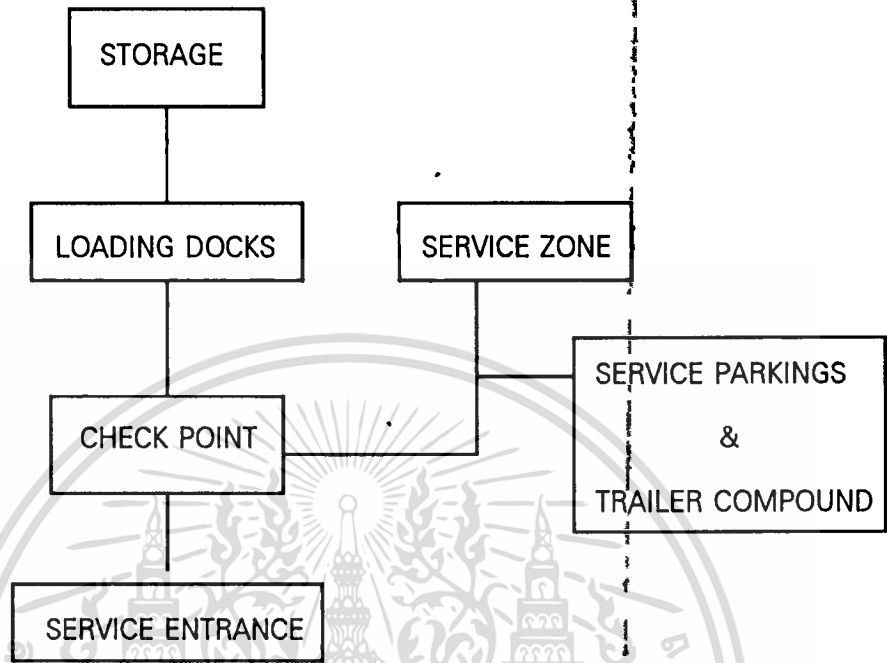 STORAGE
LOADING DOCKS
SERVICE ZONE
SERVICE PARKINGS
&
TRAILER COMPOUND
CHECK POINT
SERVICE ENTRANCE